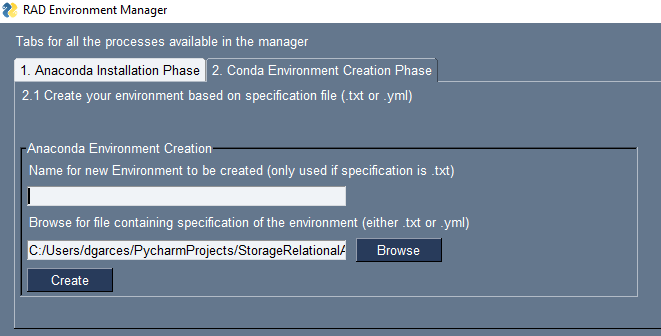 RAD Environment Manager
Tabs for all the processes available in the manager
1. Anaconda Installation Phase 2. Conda Environment Creation Phase
2.1 Create your environment based on specification file (.txt or .yml)
Anaconda Environment Creation
Name for new Environment to be created (only used if specification is .txt)
Browse for file containing specification of the environment (either .txt or .yml)
C:/Users/dgarces/PycharmProjects/StorageRelationalA Browse
Create